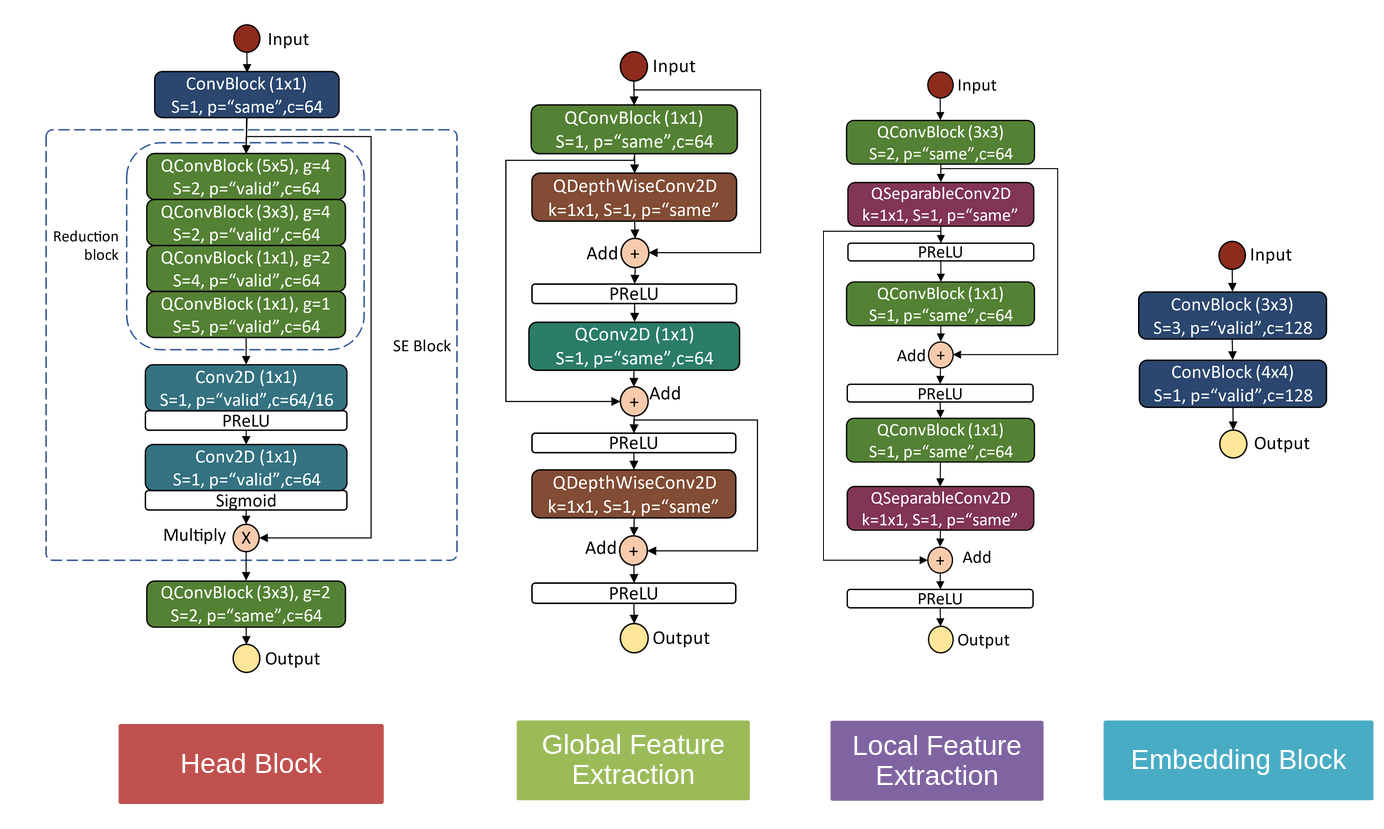 Input
ConvBlock (1x1)
S=1, p=“same”,c=64
Reduction
block
QConvBlock (5x5), g=4
S=2, p=“valid”,c=64
QConvBlock (3x3), g=4
S=2, p=“valid”,c=64
QConvBlock (1x1), g=2
S=4, p=“valid”,c=64
QConvBlock (1x1), g=1
S=5, p=“valid”,c=64
SE Block
Conv2D (1x1)
S=1, p=“valid”,c=64/16
PReLU
Conv2D (1x1)
S=1, p=“valid”,c=64
Sigmoid
Multiply
X
QConvBlock (3x3), g=2
S=2, p=“same”,c=64
Output
Head Block
Input
QConvBlock (1x1)
S=1, p=“same”,c=64
QDepthWiseConv2D
k=1x1, S=1, p=“same”
Add
+
PReLU
QConv2D (1x1)
S=1, p=“same”,c=64
Add
+
PReLU
QDepthWiseConv2D
k=1x1, S=1, p=“same”
Add
+
PReLU
Output
Global Feature
Extraction
Input
QConvBlock (3x3)
S=2, p=“same”,c=64
QSeparableConv2D
k=1x1, S=1, p=“same”
PReLU
QConvBlock (1x1)
S=1, p=“same”,c=64
Add
+
PReLU
QConvBlock (1x1)
S=1, p=“same”,c=64
QSeparableConv2D
k=1x1, S=1, p=“same”
+
Add
PReLU
Output
Local Feature
Extraction
Input
ConvBlock (3x3)
S=3, p=“valid”,c=128
ConvBlock (4x4)
S=1, p=“valid”,c=128
Output
Embedding Block